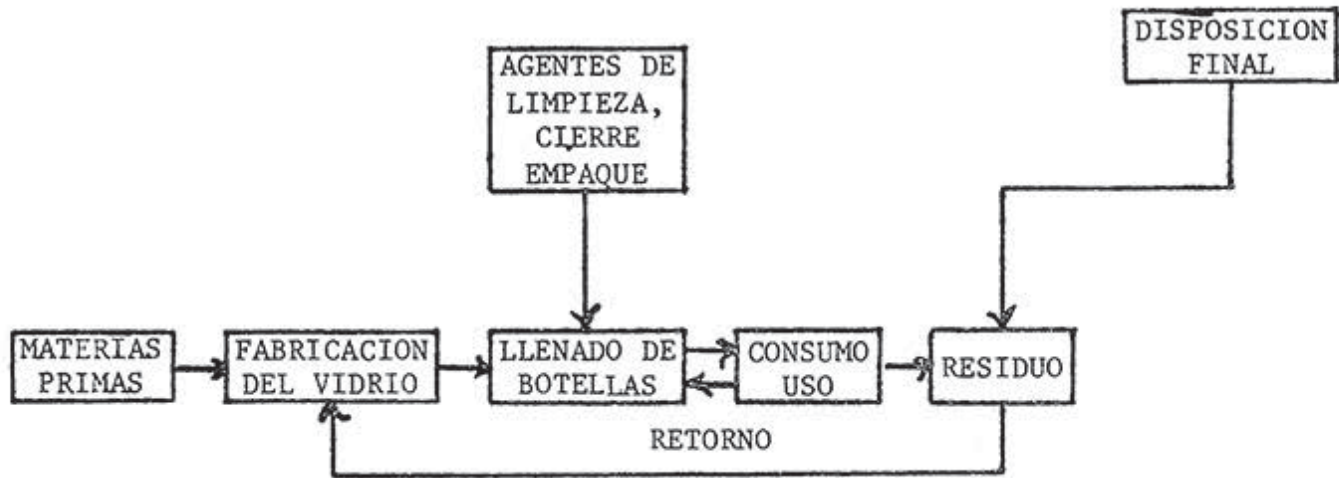 DISPOSICION
FINAL
AGENTES DE
LIMPIEZA,
CIERRE
EMPAQUE
MATERIAS
PRIMAS
FABRICACION
DEL VIDRIO
LLENADO DE
BOTELLAS
CONSUMO
USO
RESIDUO
RETORNO